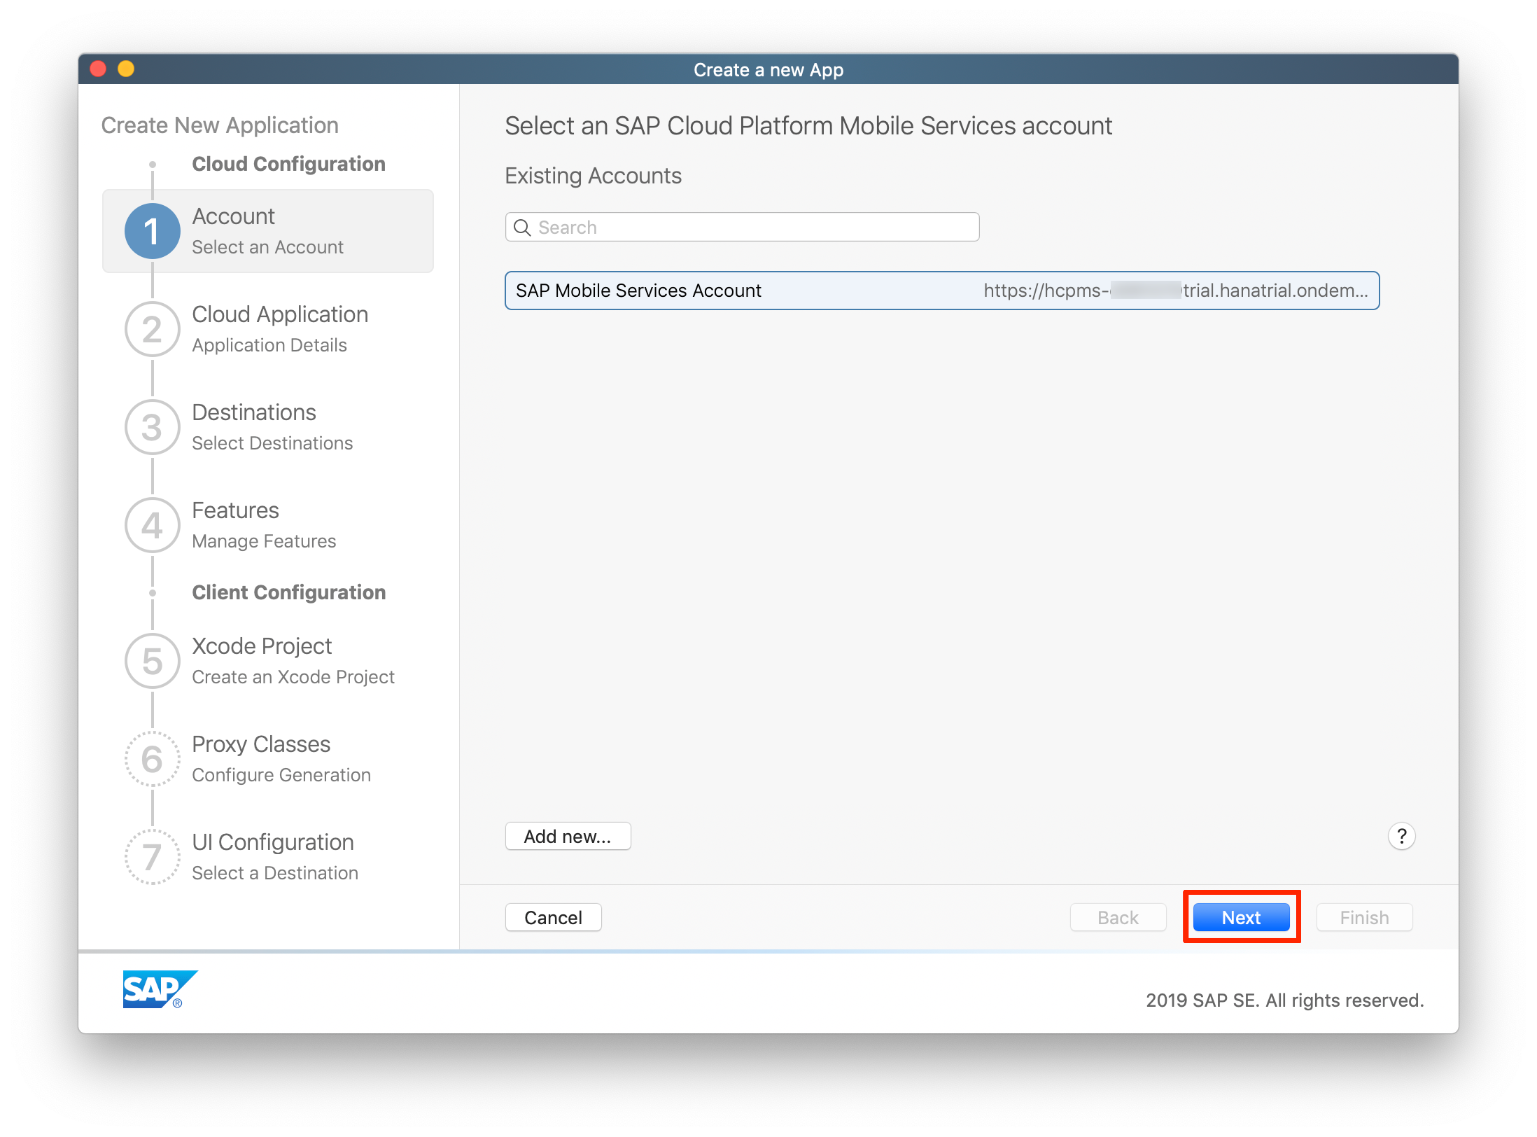 Create a new App
Create New Application
Cloud Configuration
1
Account
Select an Account
2
Cloud Application
Application Details
3
Destinations
Select Destinations
4
Features
Manage Features
Client Configuration
5
Xcode Project
Create an Xcode Project
6
Proxy Classes
Configure Generation
7
UI Configuration
Select a Destination
Select an SAP Cloud Platform Mobile Services account
Existing Accounts
Search
SAP Mobile Services Account https://hcpms- trial.hanatrial.ondem...
Add new...
?
Cancel
Back
Next
Finish
SAP®
2019 SAP SE. All rights reserved.